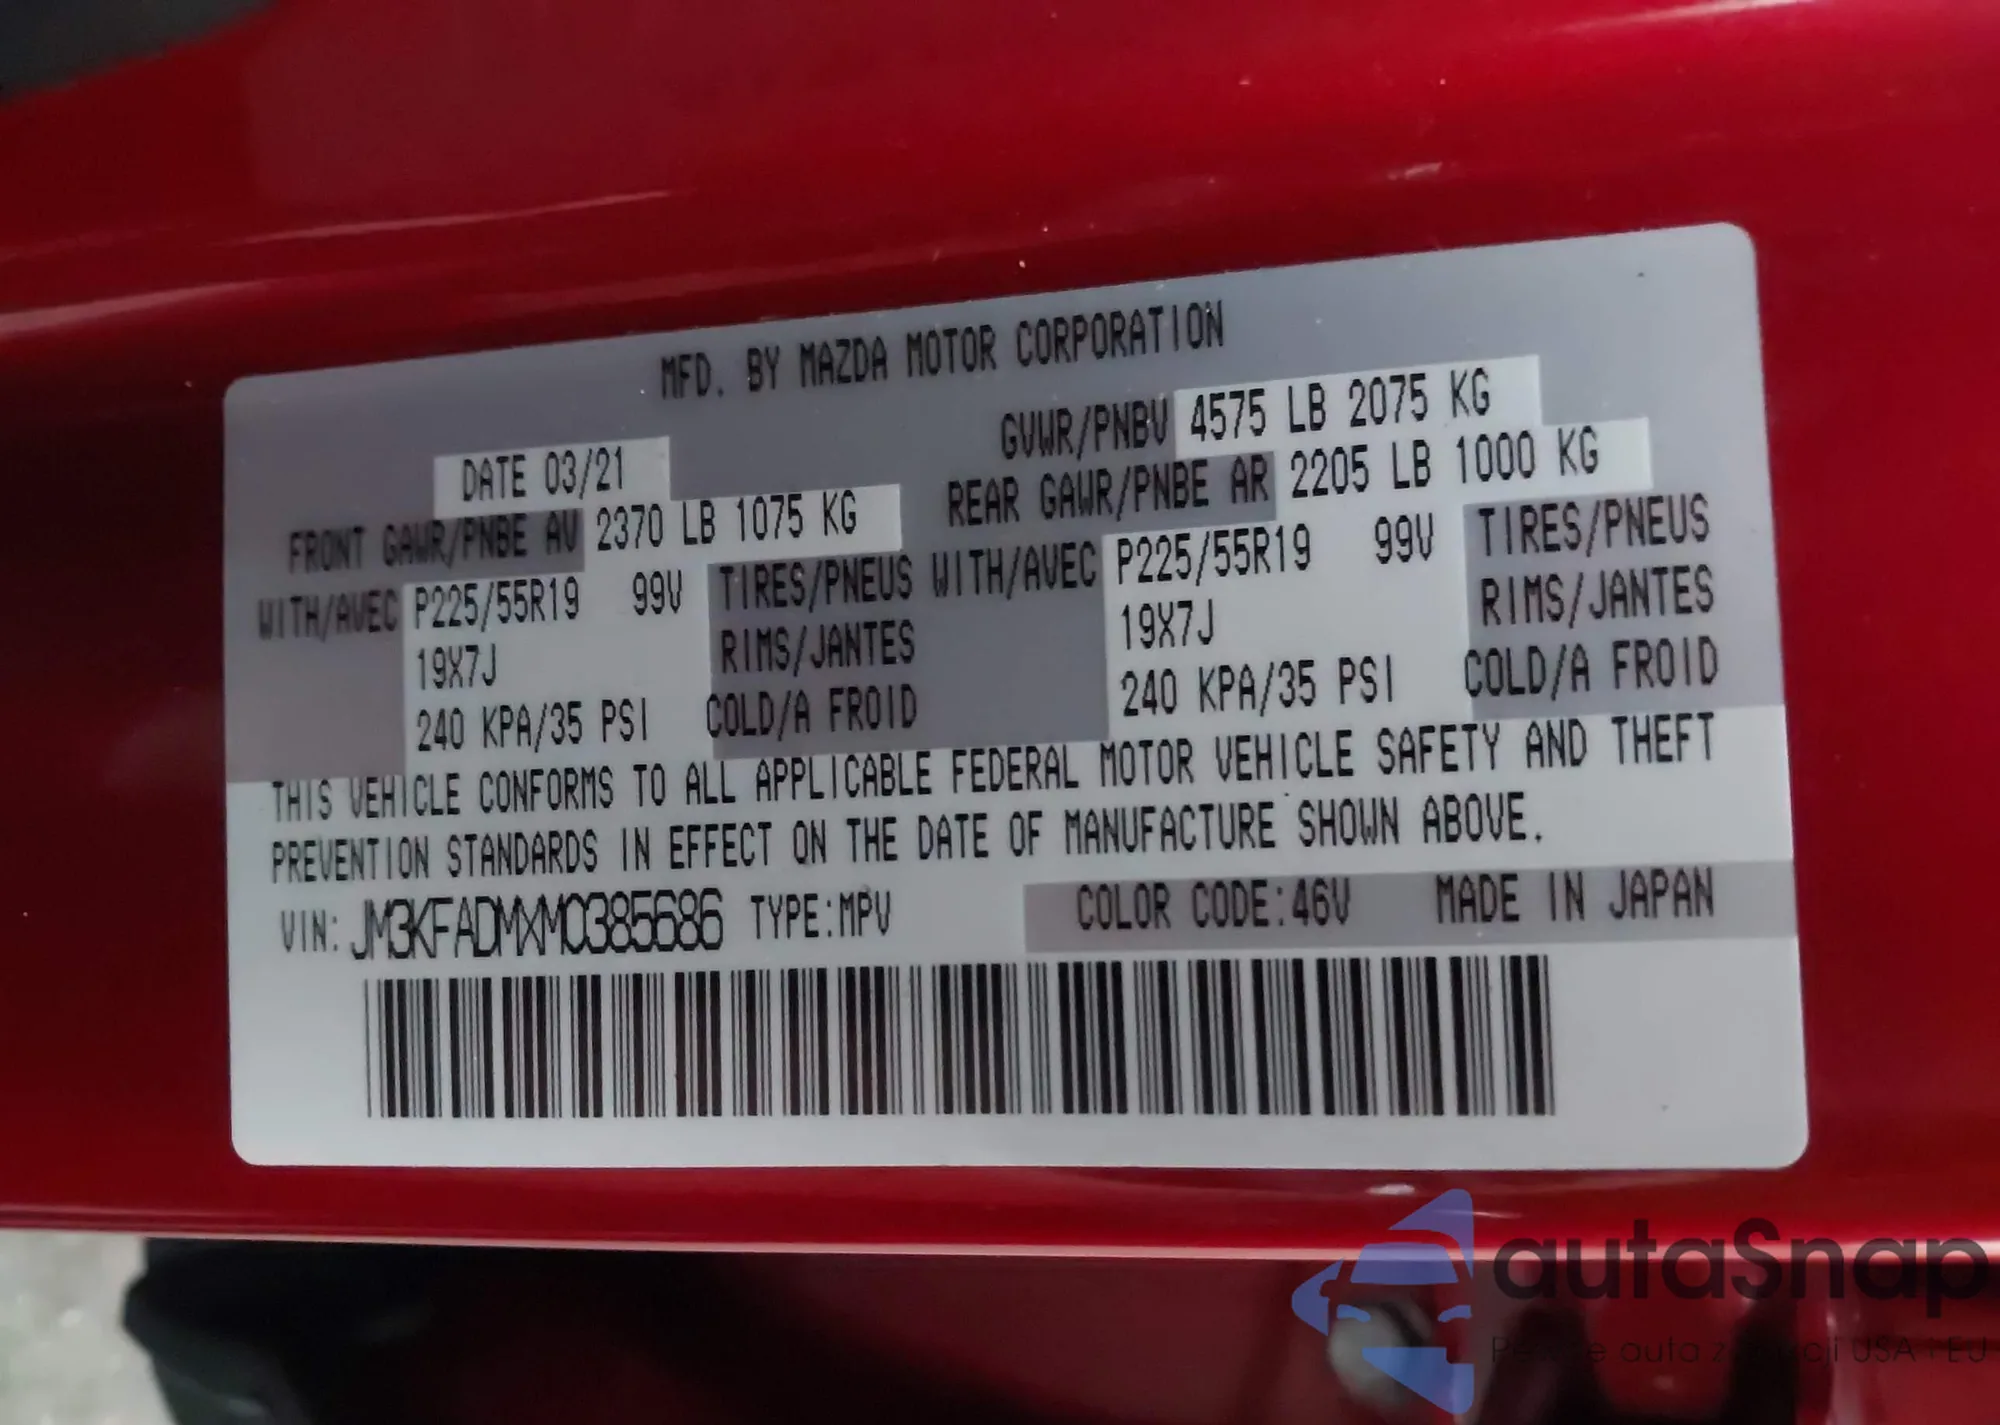 MFD. BY MAZDA MOTOR CORPORATION
GVWR/PNBV 4575 LB 2075 KG
DATE 03/21
FRONT GAWR/PNBE AV 2370 LB 1075 KG REAR GAWR/PNBE AR 2205 LB 1000 KG
WITH/AVEC P225/55R19 99V TIRES/PNEUS WITH/AVEC P225/55R19 99V TIRES/PNEUS
19X7J RIMS/JANTES 19X7J RIMS/JANTES
240 KPA/35 PSI COLD/A FROID 240 KPA/35 PSI COLD/A FROID
THIS VEHICLE CONFORMS TO ALL APPLICABLE FEDERAL MOTOR VEHICLE SAFETY AND THEFT
PREVENTION STANDARDS IN EFFECT ON THE DATE OF MANUFACTURE SHOWN ABOVE.
VIN: JM3KFADMXM0385686 TYPE:MPV COLOR CODE:46V MADE IN JAPAN
autaSnap
auta z USA i EU